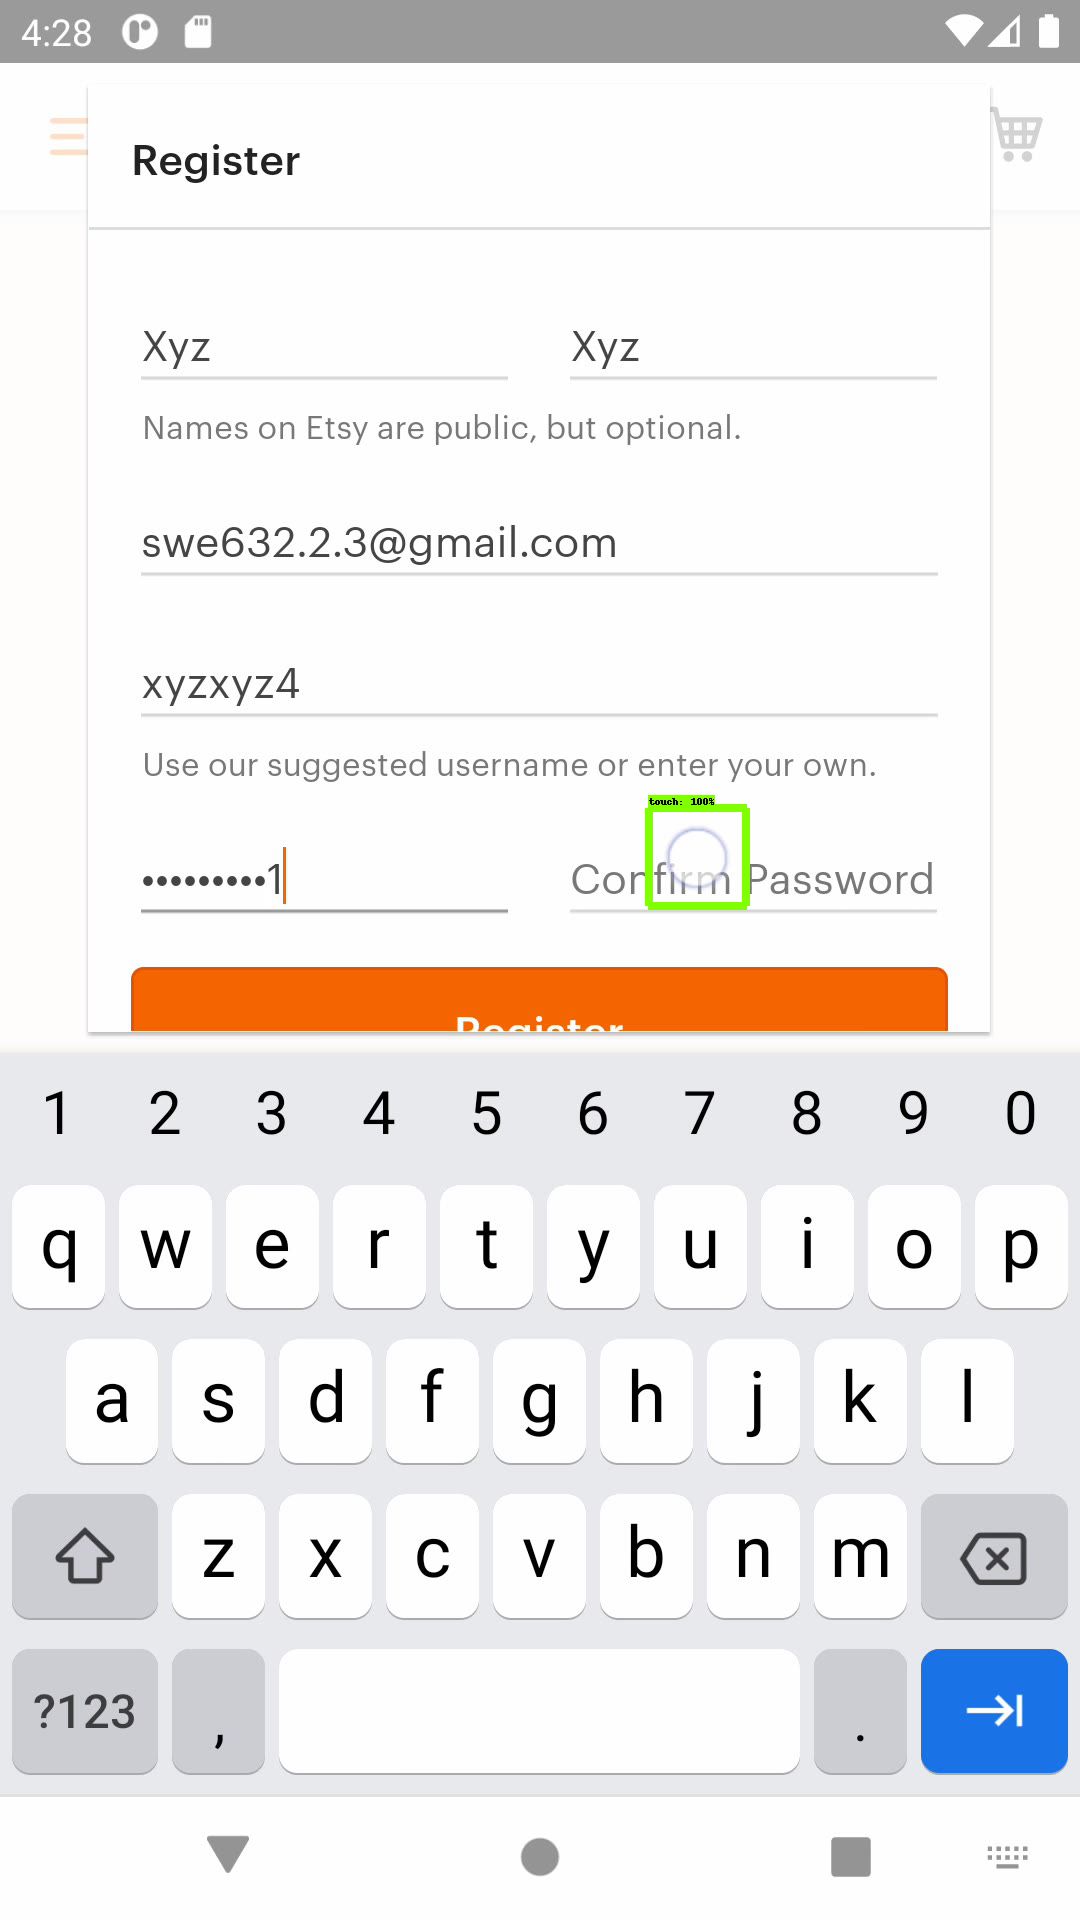 4:28
Register
Xyz Xyz
Names on Etsy are public, but optional.
swe632.2.3@gmail.com
xyzxyz4
Use our suggested username or enter your own.
touch: 100%
•••••••••1 Confirm Password
Register
1 2 3 4 5 6 7 8 9 0
q w e r t y u i o p
a s d f g h j k l
z x c v b n m
?123 , .